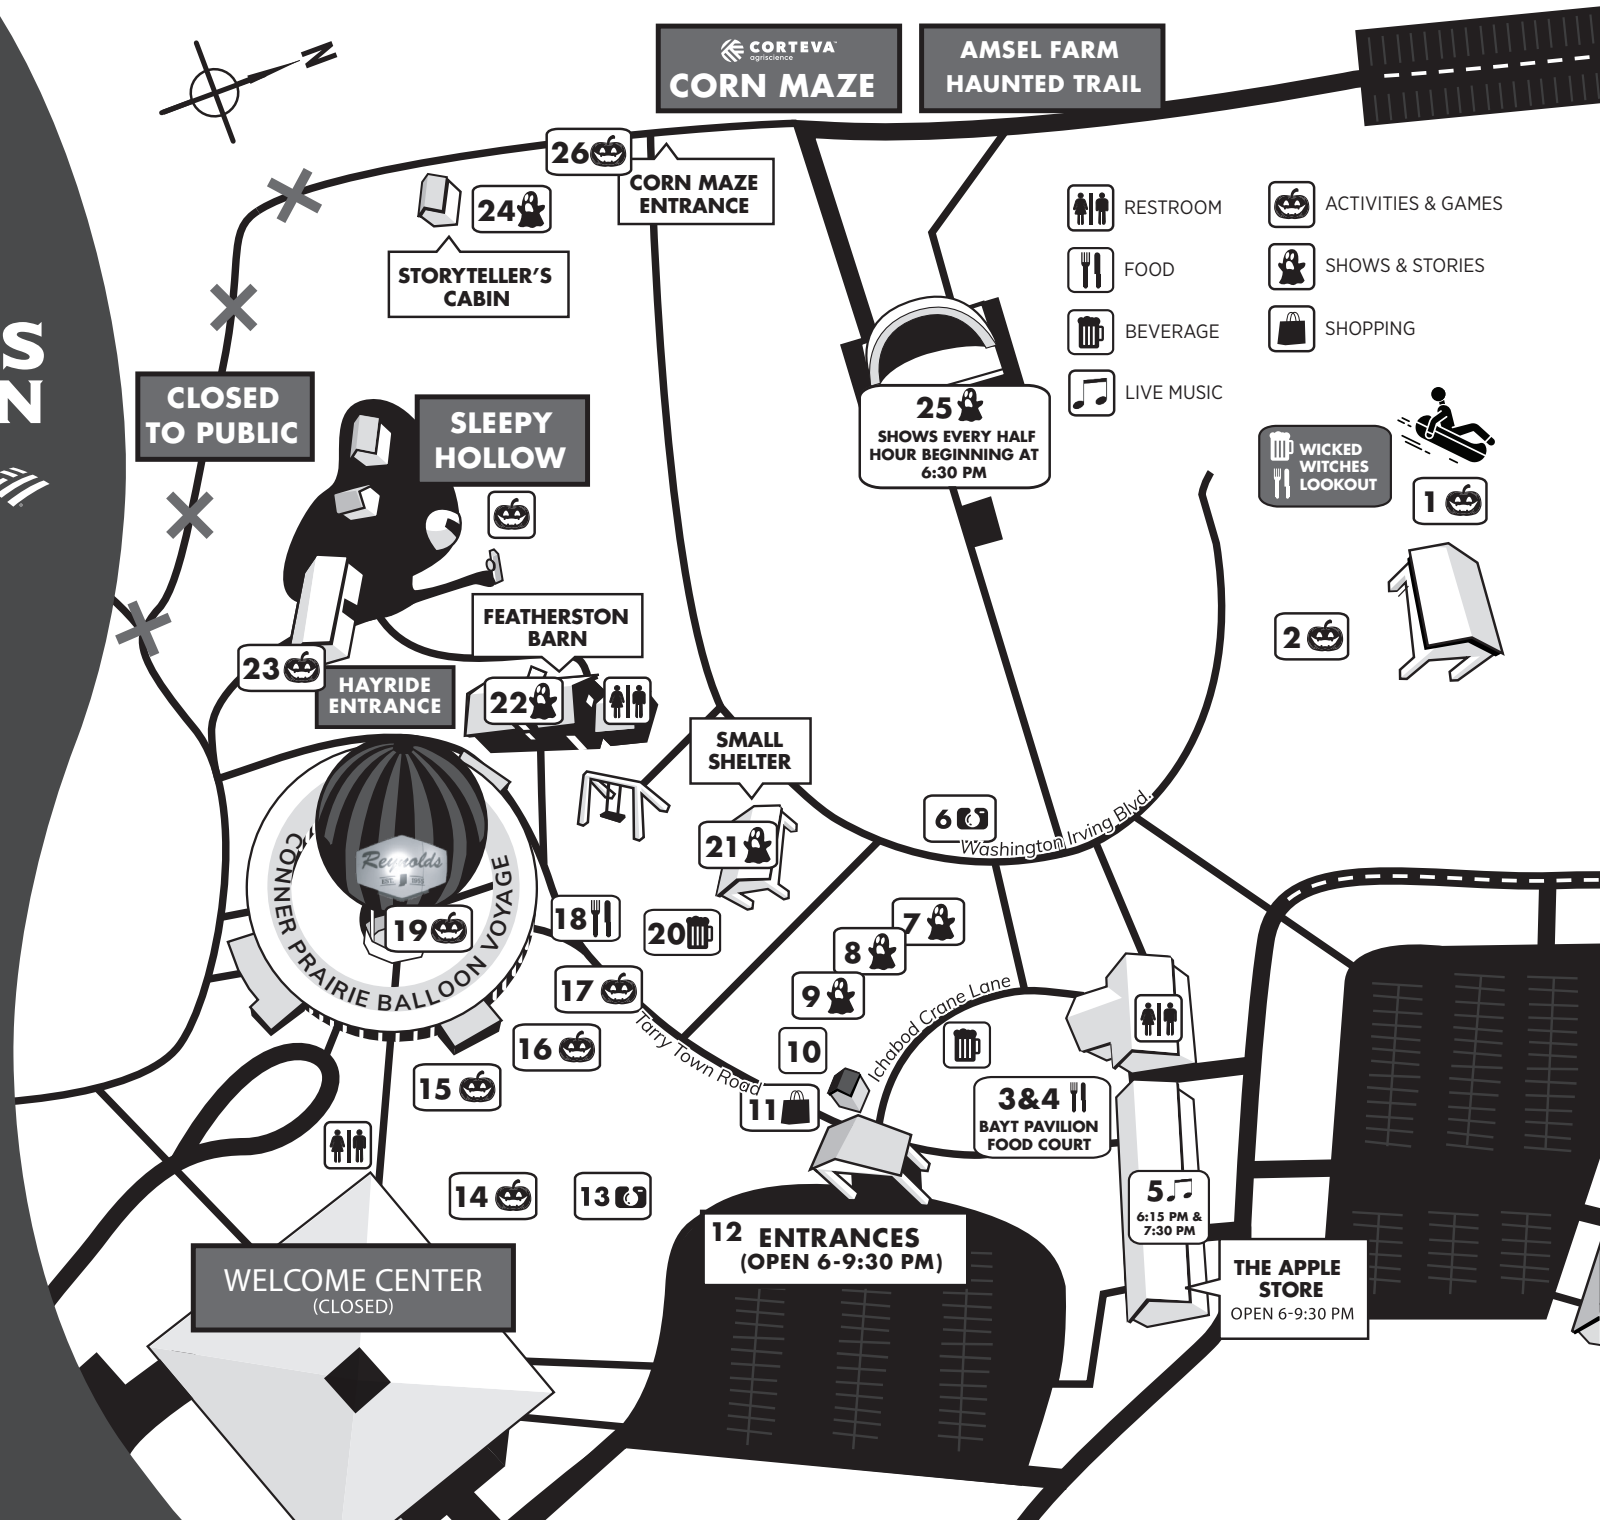 N
CORTEVA
agriscience
CORN MAZE
AMSEL FARM
HAUNTED TRAIL
26
CORN MAZE
ENTRANCE
24
STORYTELLER'S
CABIN
RESTROOM
FOOD
BEVERAGE
LIVE MUSIC
ACTIVITIES & GAMES
SHOWS & STORIES
SHOPPING
S
N
CLOSED
TO PUBLIC
SLEEPY
HOLLOW
25
SHOWS EVERY HALF
HOUR BEGINNING AT
6:30 PM
WICKED
WITCHES
LOOKOUT
1
2
FEATHERSTON
BARN
23
HAYRIDE
ENTRANCE
22
SMALL
SHELTER
21
6
Washington Irving Blvd.
Reynolds
CONNER PRAIRIE BALLOON VOYAGE
19
18
20
7
8
9
17
Tarry Town Road
Ichabod Crane Lane
16
10
15
11
3&4
BAYT PAVILION
FOOD COURT
14
13
5
6:15 PM &
7:30 PM
12 ENTRANCES
(OPEN 6-9:30 PM)
WELCOME CENTER
(CLOSED)
THE APPLE
STORE
OPEN 6-9:30 PM